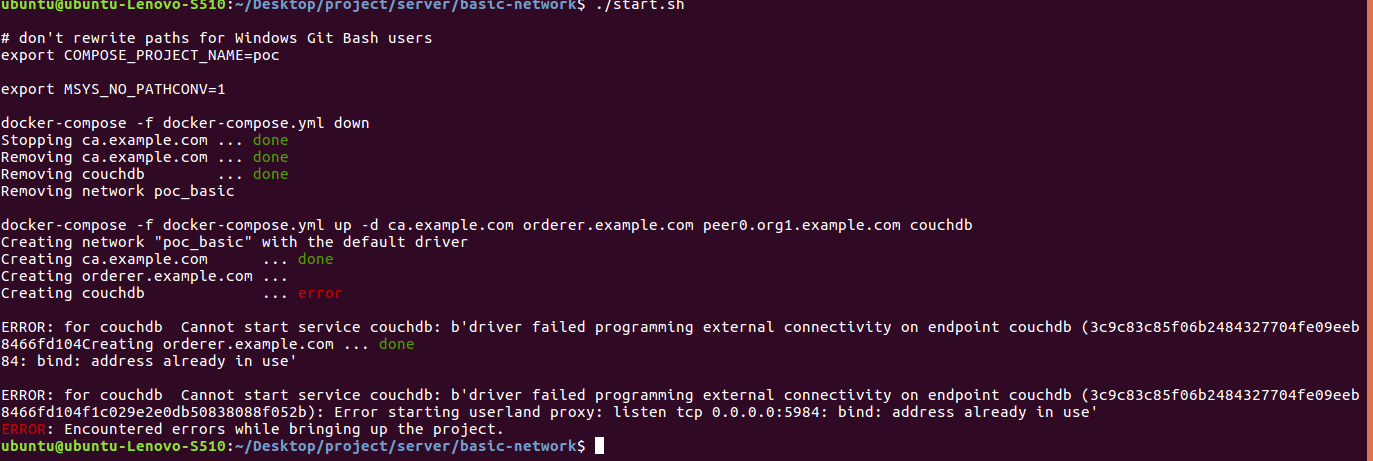 ubuntu@ubuntu-Lenovo-S510:~/Desktop/project/server/basic-network$ ./start.sh
# don't rewrite paths for Windows Git Bash users
export COMPOSE_PROJECT_NAME=poc
export MSYS_NO_PATHCONV=1
docker-compose -f docker-compose.yml down
Stopping ca.example.com ... done
Removing ca.example.com ... done
Removing couchdb        ... done
Removing network poc_basic
docker-compose -f docker-compose.yml up -d ca.example.com orderer.example.com peer0.org1.example.com couchdb
Creating network "poc_basic" with the default driver
Creating ca.example.com      ... done
Creating orderer.example.com ...
Creating couchdb             ... error
ERROR: for couchdb  Cannot start service couchdb: b'driver failed programming external connectivity on endpoint couchdb (3c9c83c85f06b2484327704fe09eeb
8466fd104Creating orderer.example.com ... done
84: bind: address already in use'
ERROR: for couchdb  Cannot start service couchdb: b'driver failed programming external connectivity on endpoint couchdb (3c9c83c85f06b2484327704fe09eeb
8466fd104f1c029e2e0db50838088f052b): Error starting userland proxy: listen tcp 0.0.0.0:5984: bind: address already in use'
ERROR: Encountered errors while bringing up the project.
ubuntu@ubuntu-Lenovo-S510:~/Desktop/project/server/basic-network$